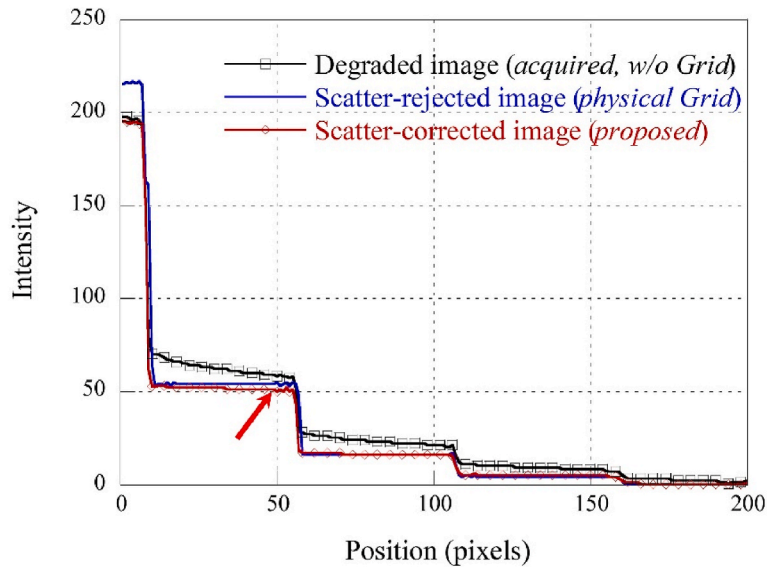 250
Degraded image (acquired, w/o Grid)
Scatter-rejected image (physical Grid)
Scatter-corrected image (proposed)
200
150
100
50
0
Intensity
0 50 100 150 200
Position (pixels)